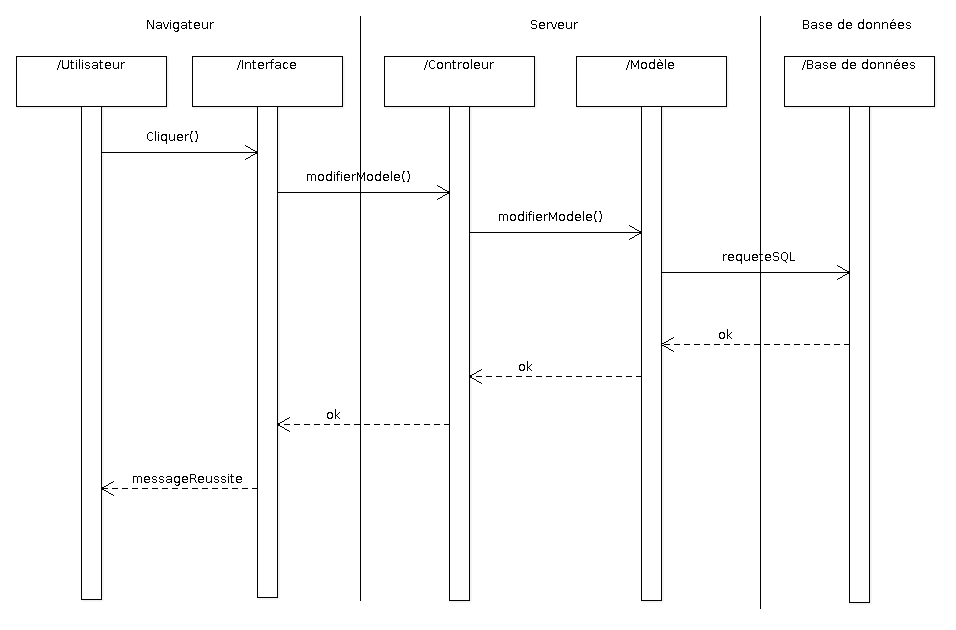 Navigateur
Serveur
Base de données
/Utilisateur
/Interface
/Controleur
/Modèle
/Base de données
Cliquer()
modifierModele()
modifierModele()
requeteSQL
ok
ok
ok
messageReussite